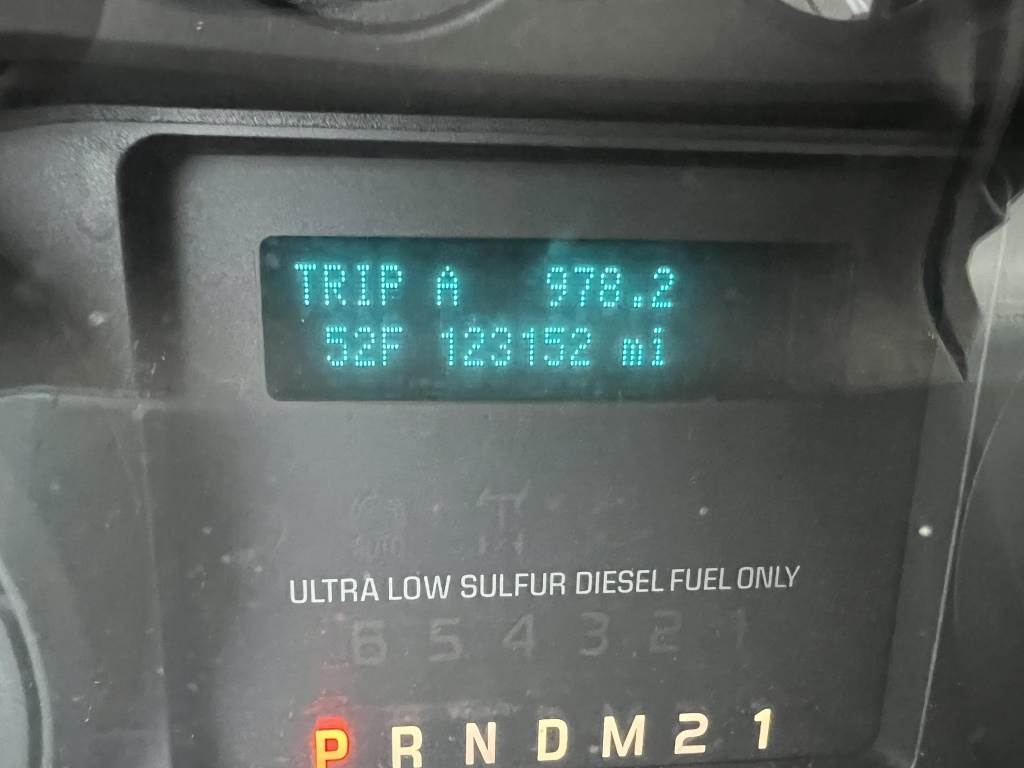 TRIP A 978.2
52F 123152 mi
AUTO
ULTRA LOW SULFUR DIESEL FUEL ONLY
6 5 4 3 2 1
P R N D M 2 1